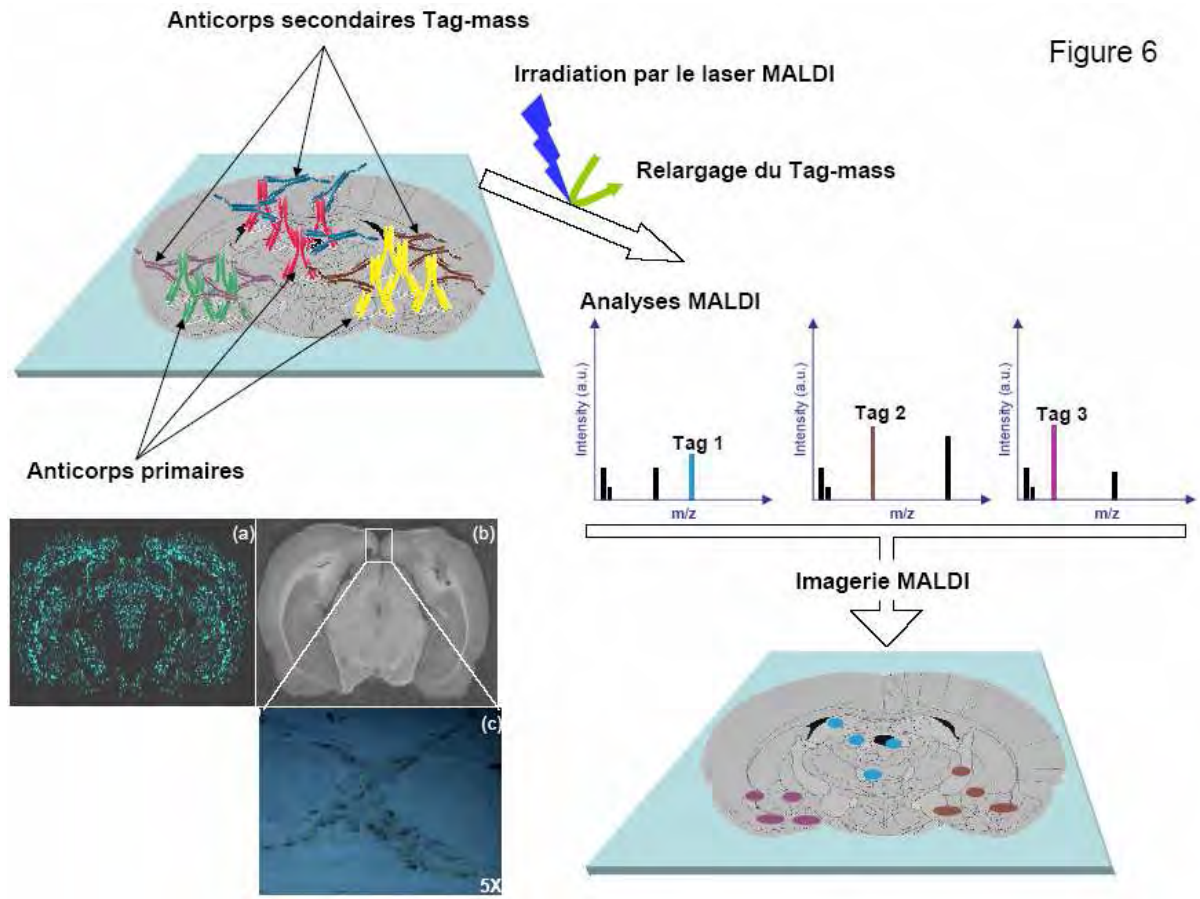 Anticorps secondaires Tag-mass
Figure 6
Irradiation par le laser MALDI
Relargage du Tag-mass
Analyses MALDI
Intensity (a.u.)
Tag 1
m/z
Intensity (a.u.)
Tag 2
m/z
Intensity (a.u.)
Tag 3
m/z
Anticorps primaires
(a)
(b)
(c)
5X
Imagerie MALDI